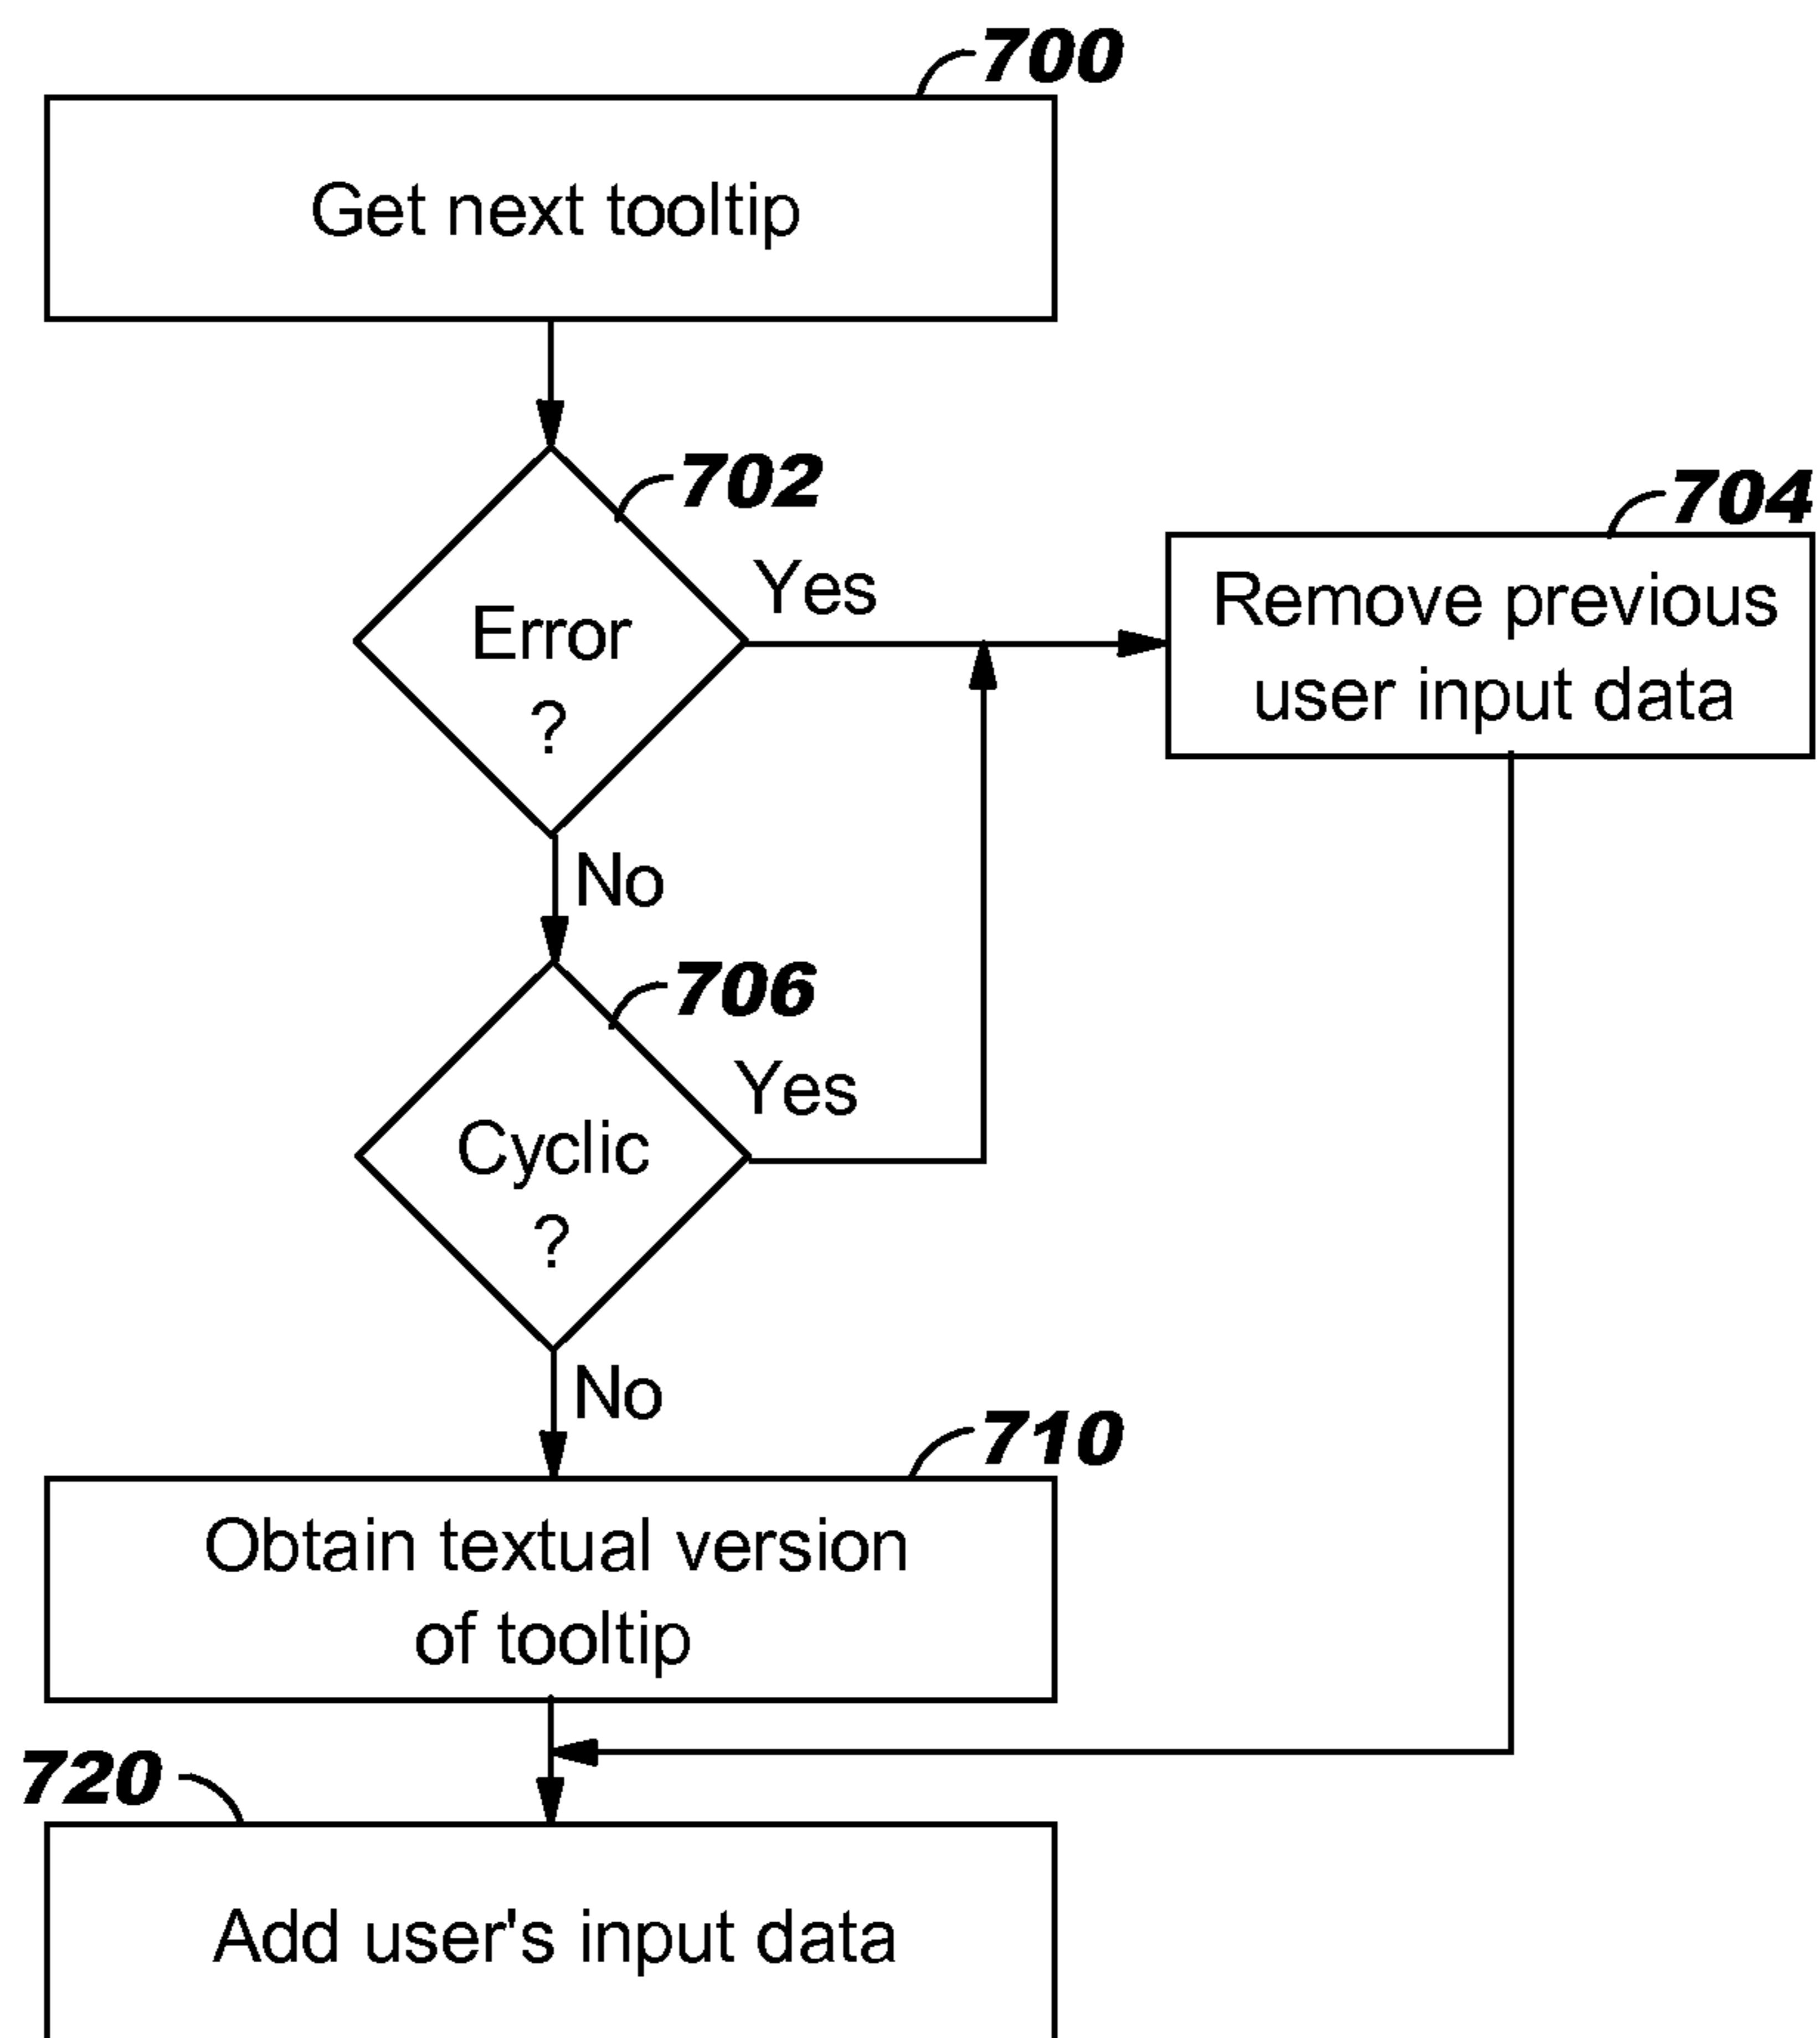 700
Get next tooltip
702
704
Yes
Remove previous
user input data
Error
?
No
706
Yes
Cyclic
?
No
710
Obtain textual version
of tooltip
720
Add user's input data